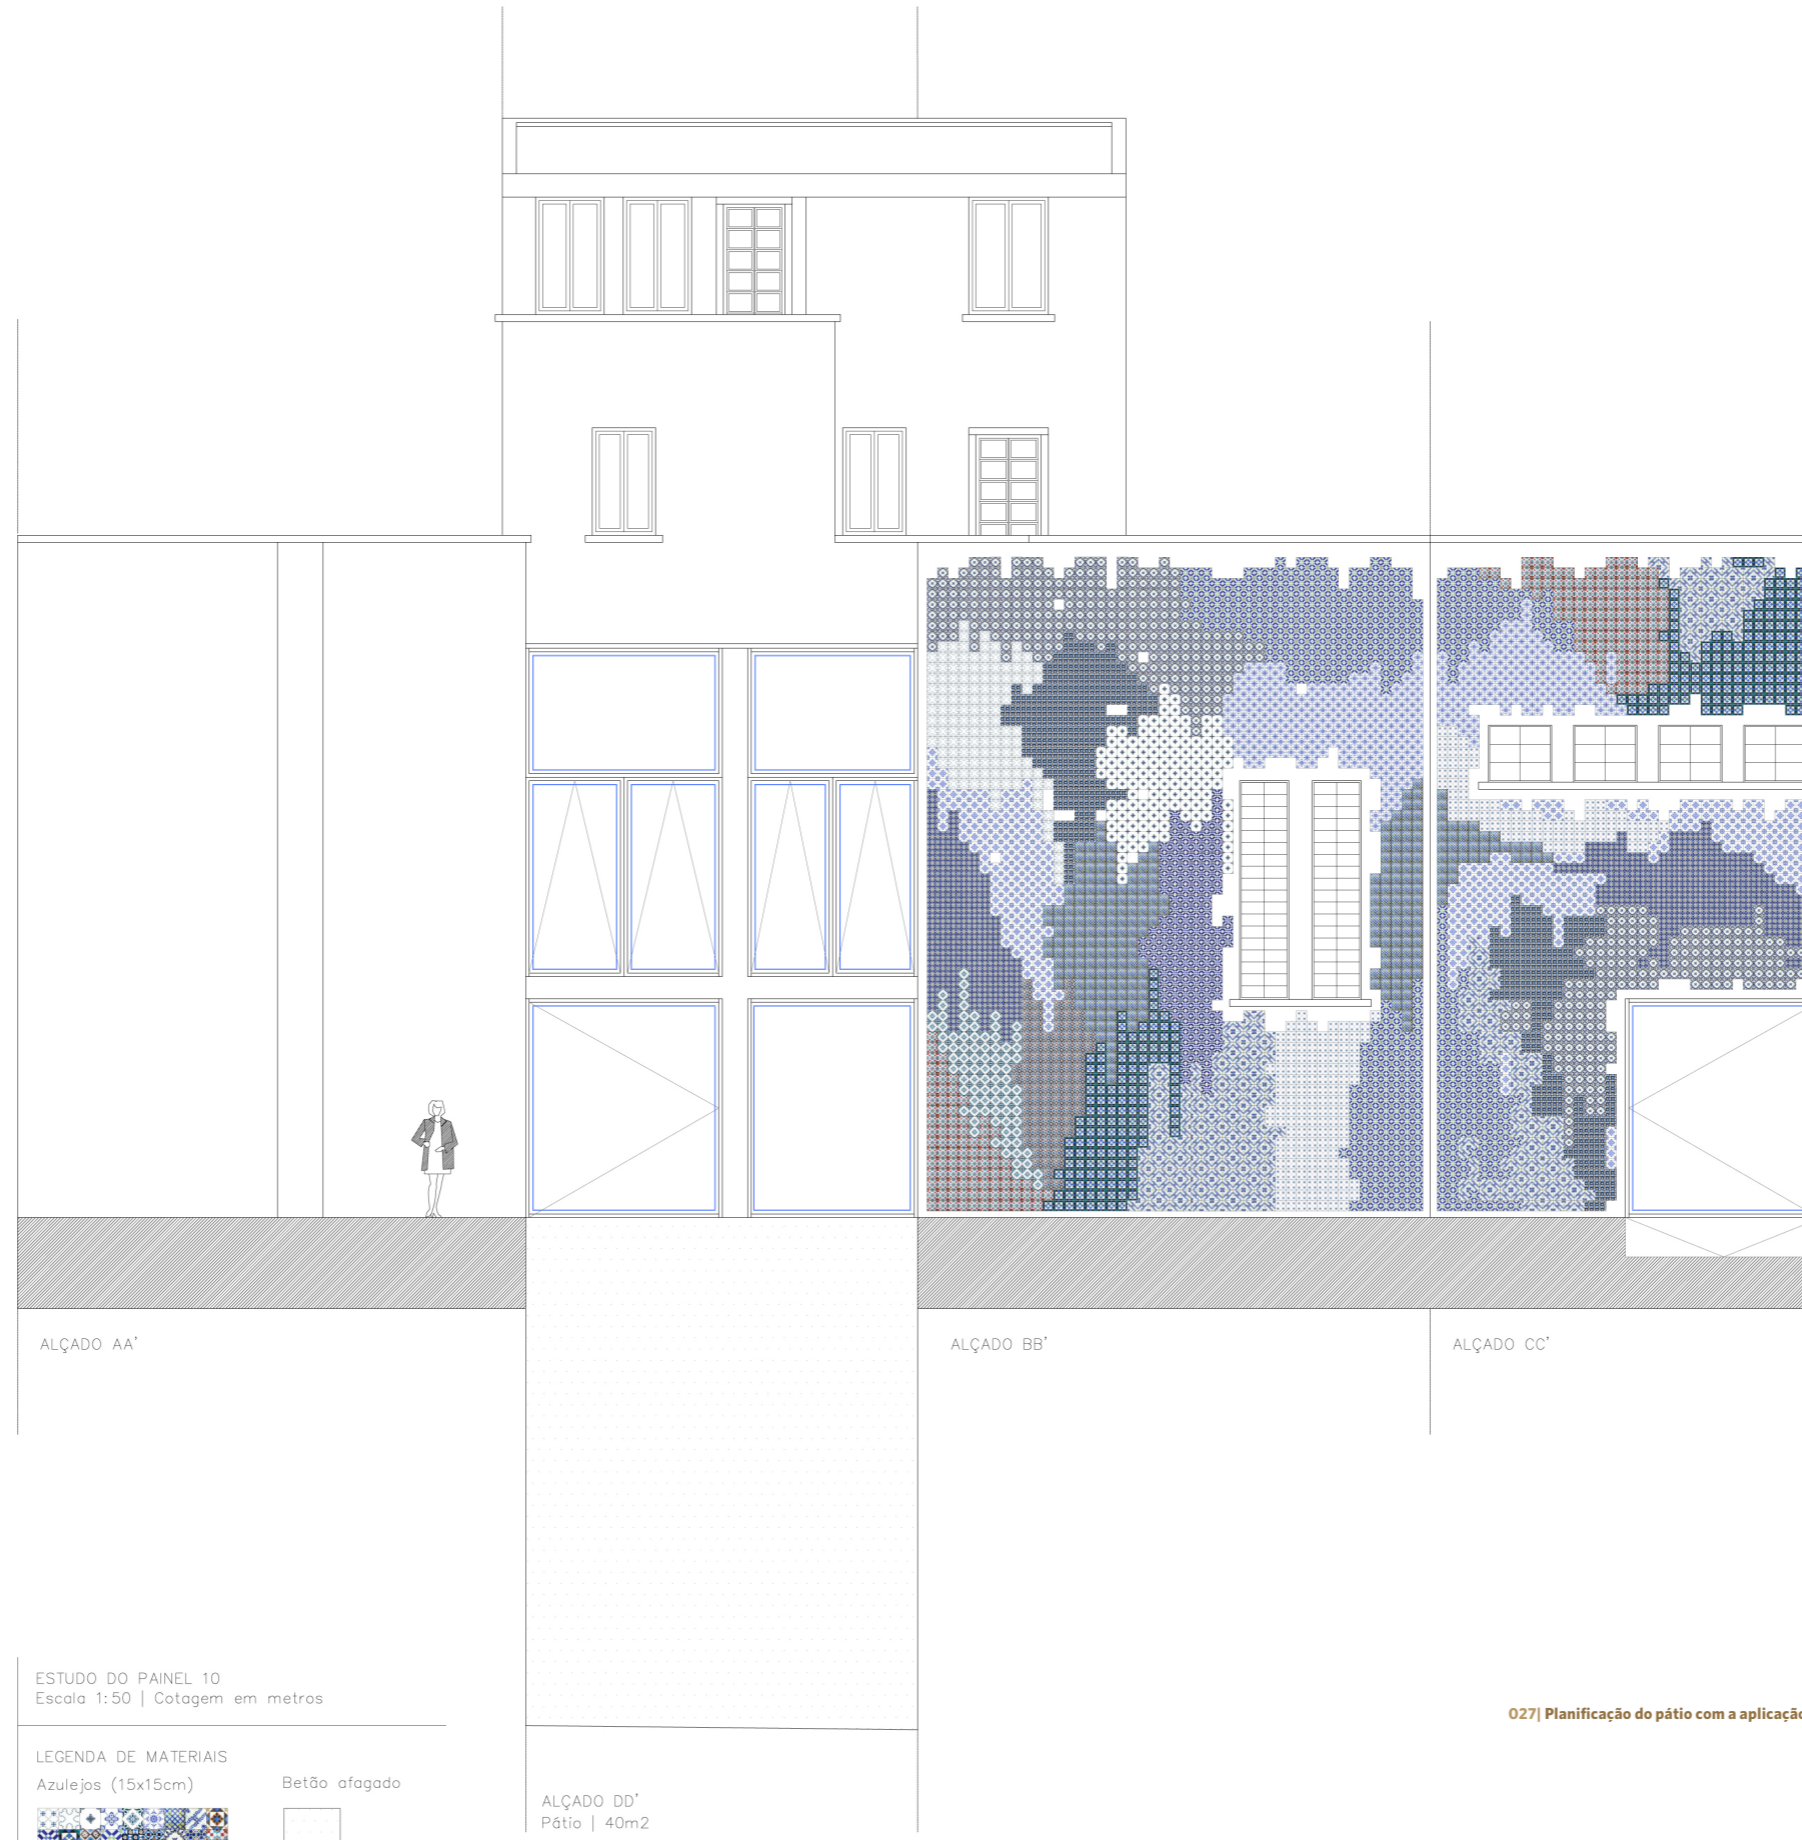 ALÇADO AA'
ALÇADO BB'
ALÇADO CC'
ESTUDO DO PAINEL 10
Escala 1:50 | Cotagem em metros
027| Planificação do pátio com a aplicação
LEGENDA DE MATERIAIS
Azulejos (15x15cm)
Betão afagado
ALÇADO DD'
Pátio | 40m2